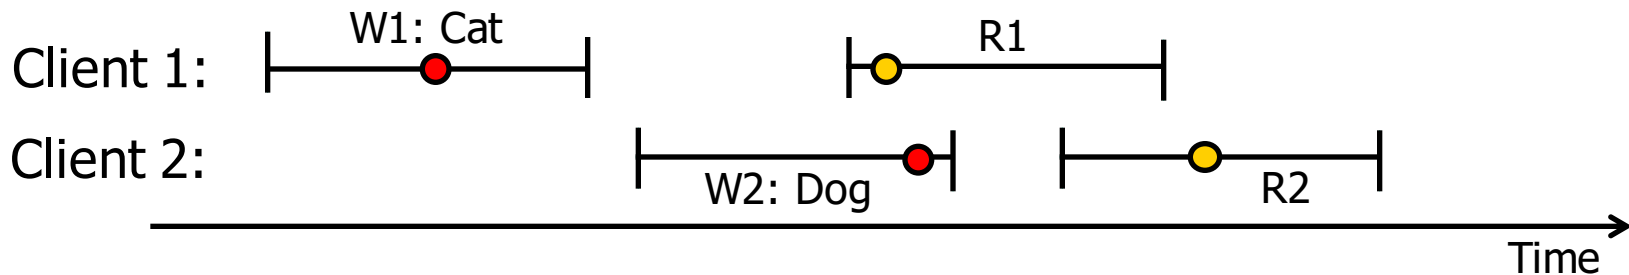 W1: Cat
R1
Client 1:
Client 2:
W2: Dog
R2
Time